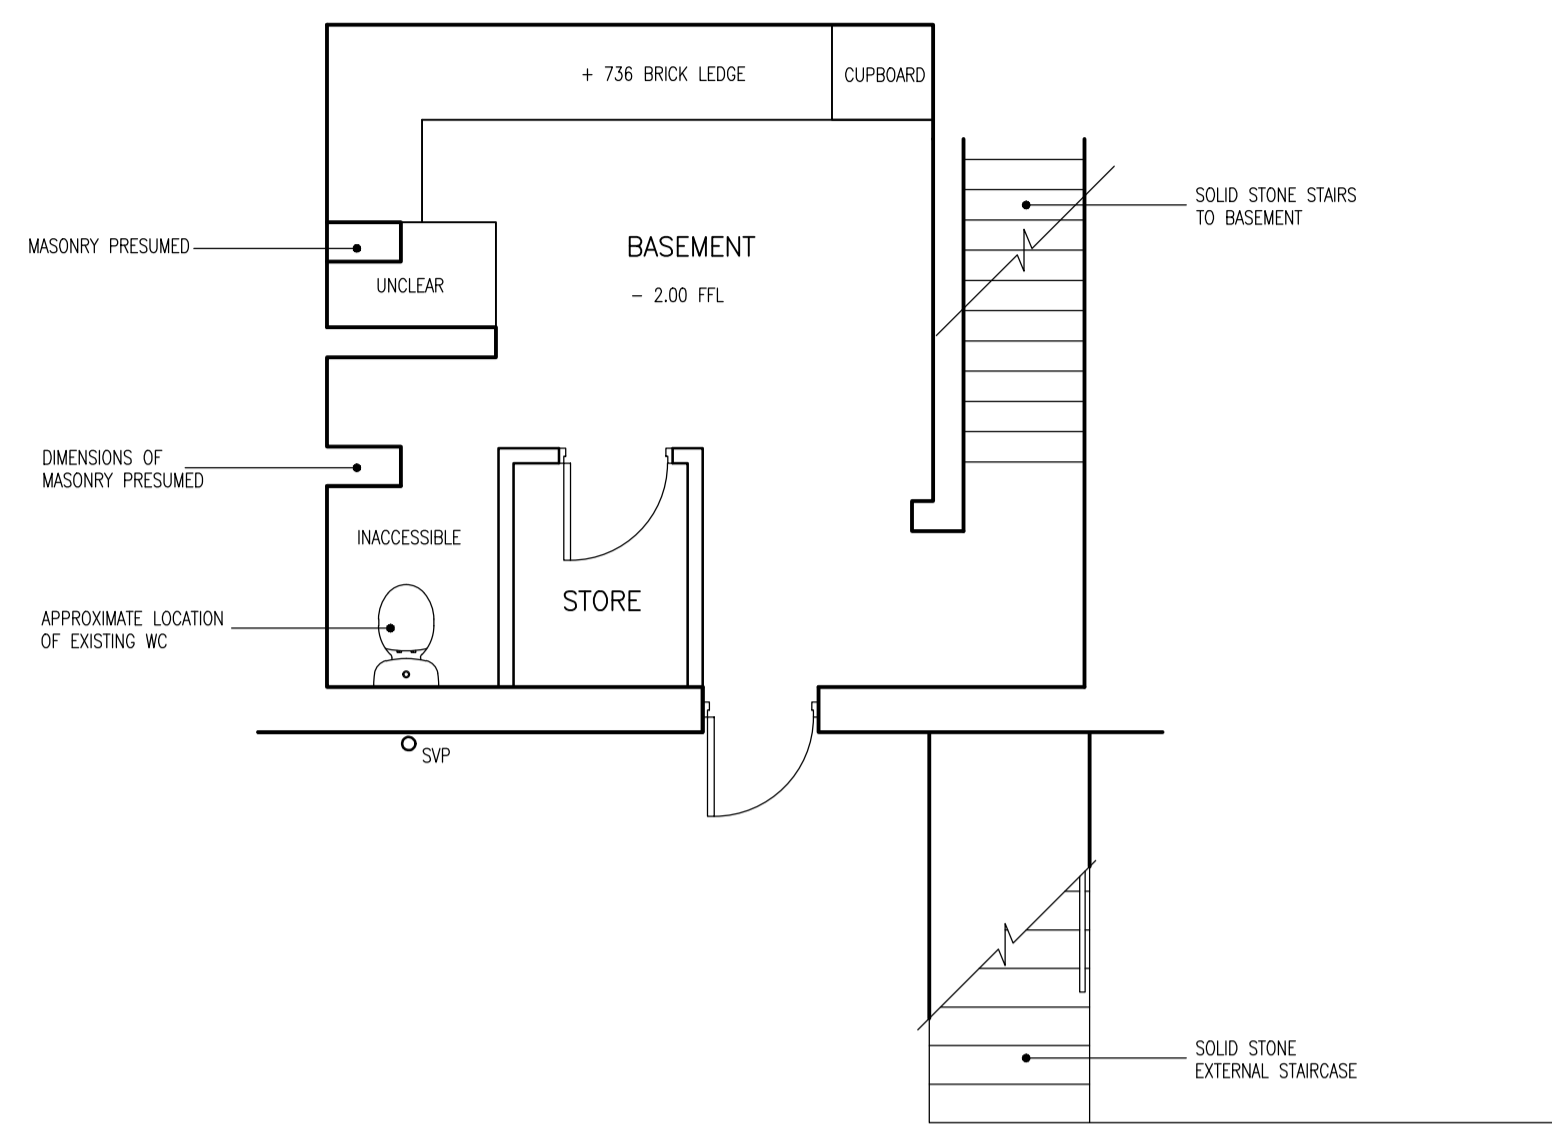 + 736 BRICK LEDGE
CUPBOARD
SOLID STONE STAIRS
TO BASEMENT
MASONRY PRESUMED
BASEMENT
UNCLEAR
- 2.00 FFL
DIMENSIONS OF
MASONRY PRESUMED
INACCESSIBLE
STORE
APPROXIMATE LOCATION
OF EXISTING WC
SVP
SOLID STONE
EXTERNAL STAIRCASE